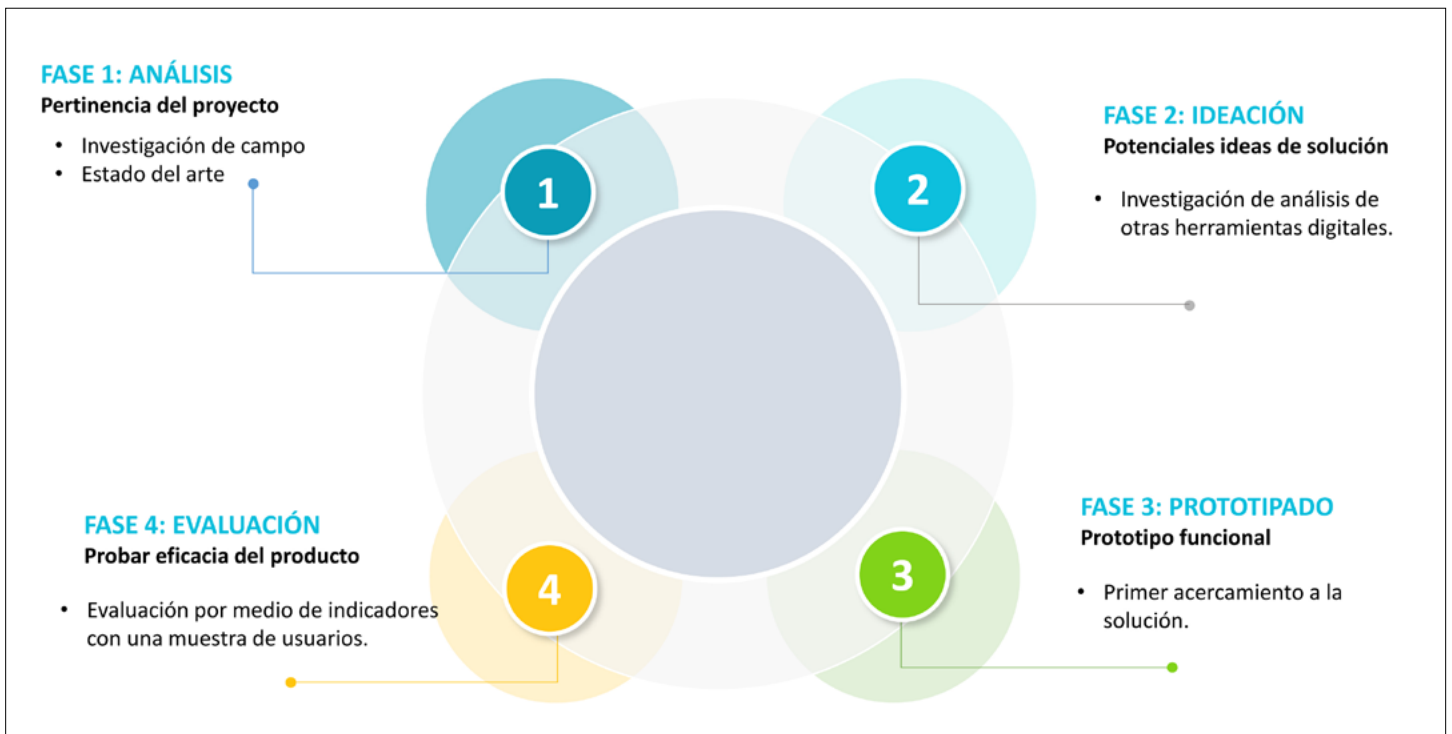 FASE 1: ANÁLISIS
Pertinencia del proyecto
• Investigación de campo
• Estado del arte
1
2
FASE 2: IDEACIÓN
Potenciales ideas de solución
• Investigación de análisis de
otras herramientas digitales.
FASE 4: EVALUACIÓN
Probar eficacia del producto
• Evaluación por medio de indicadores
con una muestra de usuarios.
4
3
FASE 3: PROTOTIPADO
Prototipo funcional
• Primer acercamiento a la
solución.